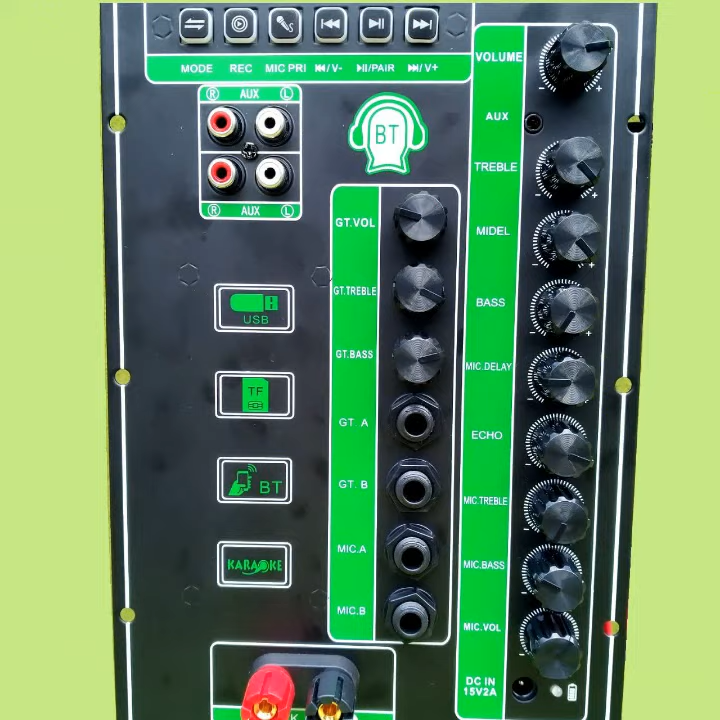 MODE REC MIC PRI ⏮/V- ⏯/PAIR ⏭/V+
R AUX L
R AUX L
BT
USB
TF
BT
KARAOKE
GT.VOL
GT.TREBLE
GT.BASS
GT. A
GT. B
MIC.A
MIC.B
VOLUME
AUX
TREBLE
MIDEL
BASS
MIC.DELAY
ECHO
MIC.TREBLE
MIC.BASS
MIC.VOL
DC IN
15V2A